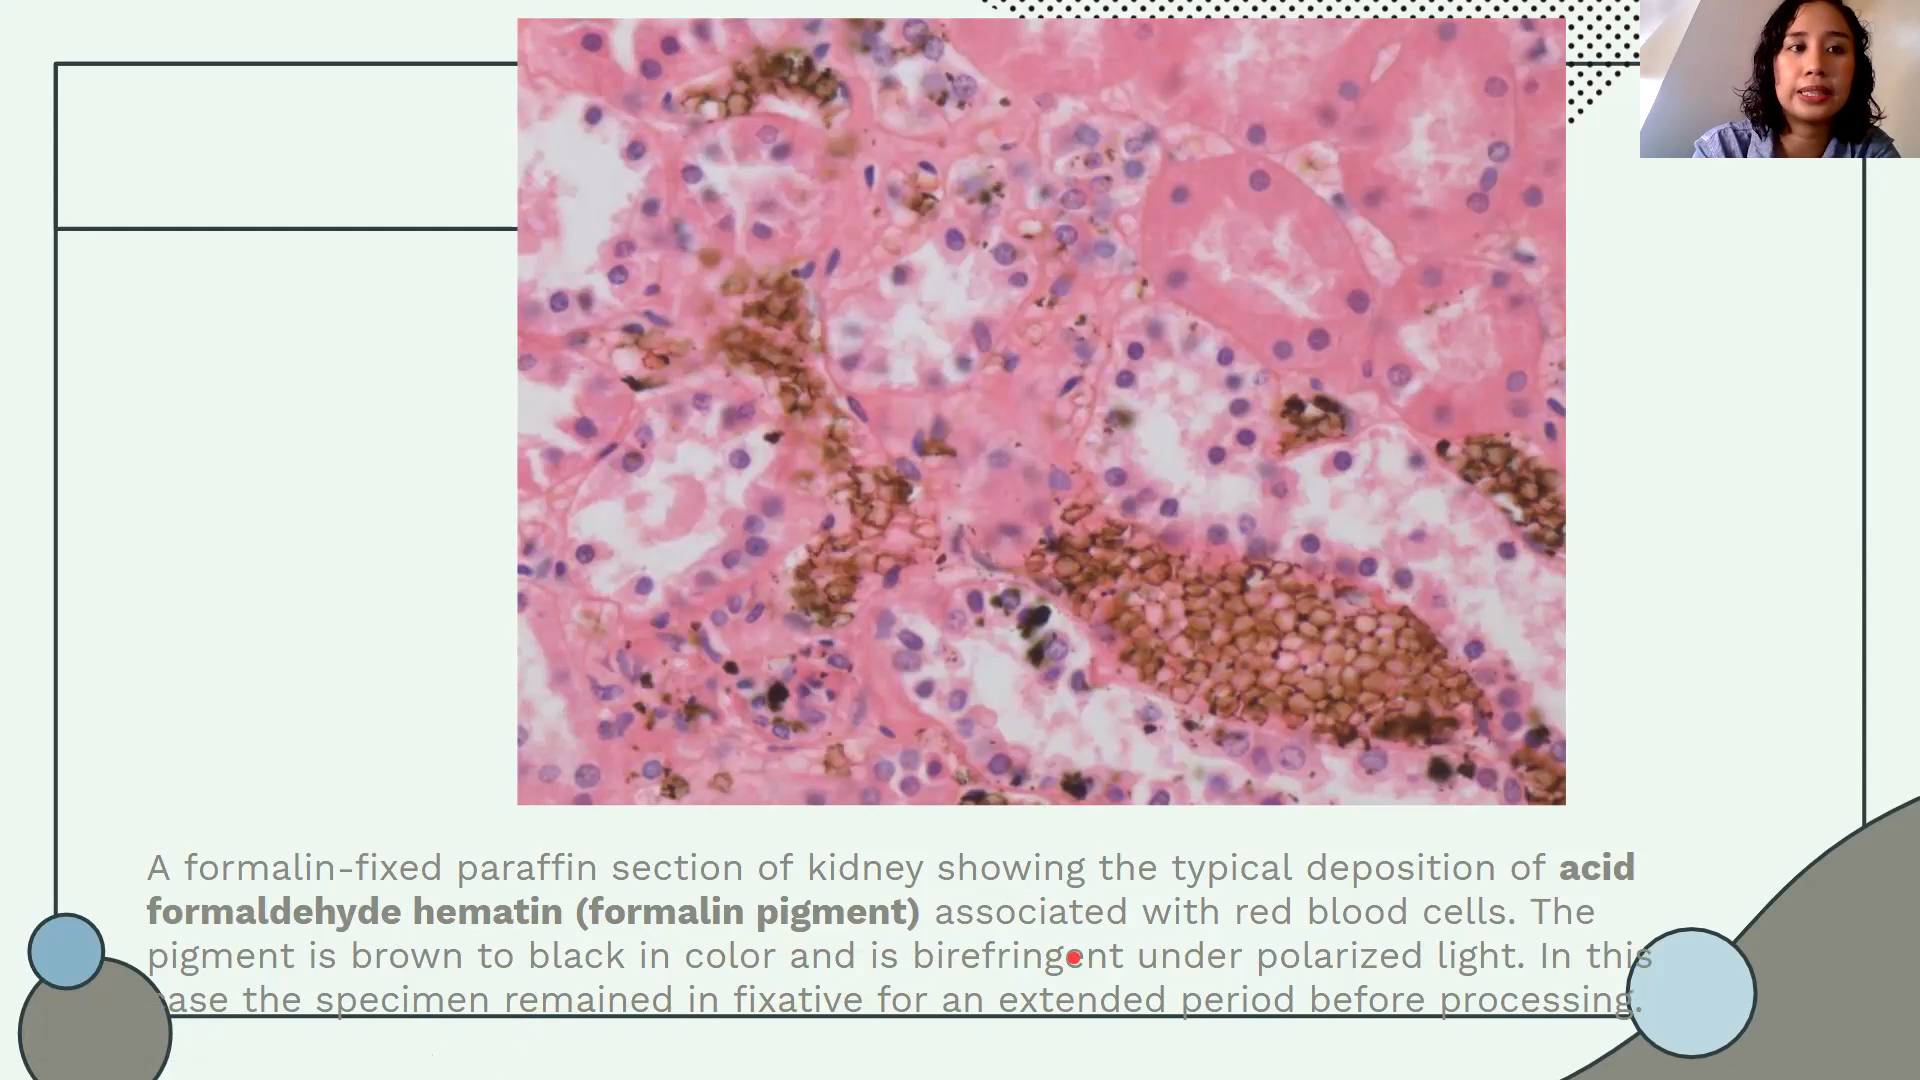 A formalin-fixed paraffin section of kidney showing the typical deposition of acid
formaldehyde hematin (formalin pigment) associated with red blood cells. The
pigment is brown to black in color and is birefringent under polarized light. In this
case the specimen remained in fixative for an extended period before processing.